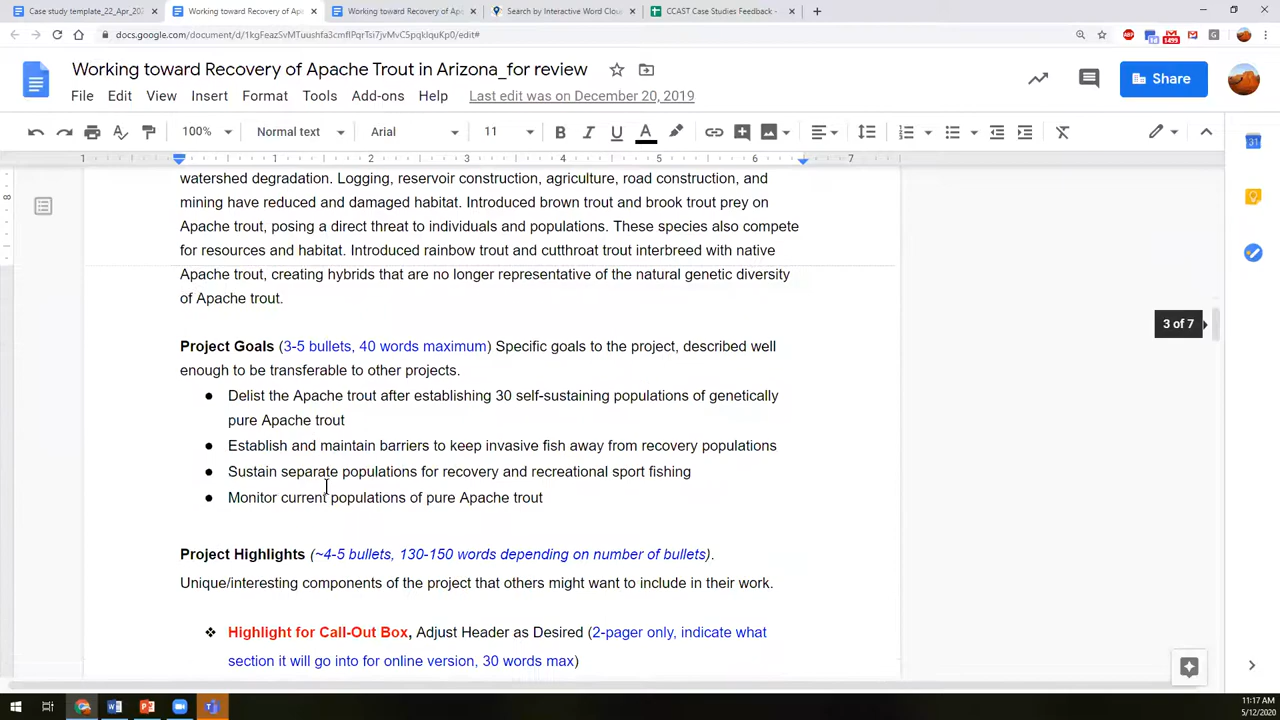 Case study template_22_Apr_20
Working toward Recovery of Ap
Working toward Recovery of Ap
Search by Interactive Word Clou
CCAST Case Studies Feedback -
docs.google.com/document/d/1kgFeazSvMTuushfa3cmflPqrTsi7jvMvC5pqkIquKp0/edit#
Working toward Recovery of Apache Trout in Arizona_for review
Share
File Edit View Insert Format Tools Add-ons Help Last edit was on December 20, 2019
100% Normal text Arial 11 B I U A
1 1 2 3 4 5 6 7
watershed degradation. Logging, reservoir construction, agriculture, road construction, and
mining have reduced and damaged habitat. Introduced brown trout and brook trout prey on
Apache trout, posing a direct threat to individuals and populations. These species also compete
for resources and habitat. Introduced rainbow trout and cutthroat trout interbreed with native
Apache trout, creating hybrids that are no longer representative of the natural genetic diversity
of Apache trout.
3 of 7
Project Goals (3-5 bullets, 40 words maximum) Specific goals to the project, described well
enough to be transferable to other projects.
● Delist the Apache trout after establishing 30 self-sustaining populations of genetically
pure Apache trout
● Establish and maintain barriers to keep invasive fish away from recovery populations
● Sustain separate populations for recovery and recreational sport fishing
● Monitor current populations of pure Apache trout
Project Highlights (~4-5 bullets, 130-150 words depending on number of bullets).
Unique/interesting components of the project that others might want to include in their work.
❖ Highlight for Call-Out Box, Adjust Header as Desired (2-pager only, indicate what
section it will go into for online version, 30 words max)
11:17 AM
5/12/2020